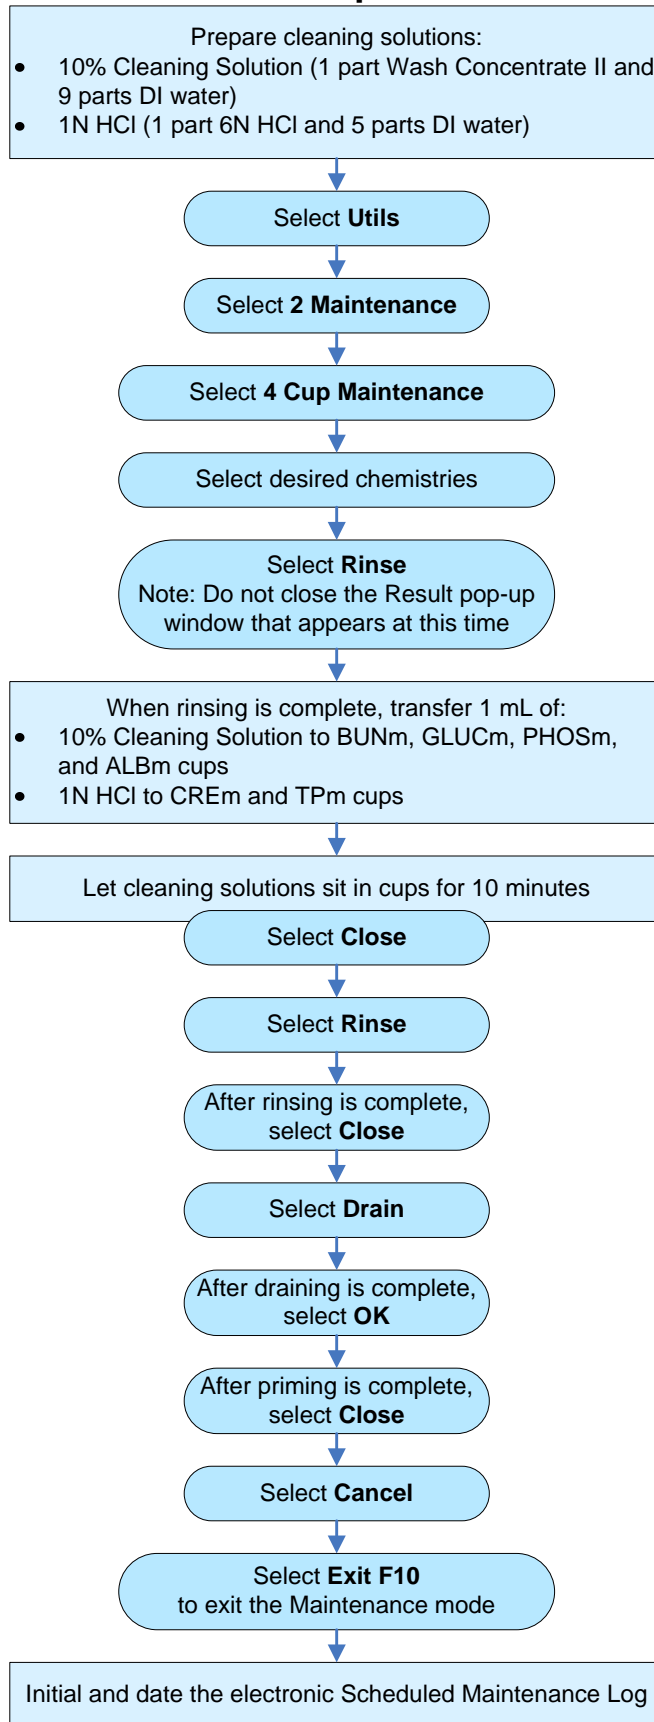 Prepare cleaning solutions:
• 10% Cleaning Solution (1 part Wash Concentrate II and
9 parts DI water)
• 1N HCl (1 part 6N HCl and 5 parts DI water)
Select Utils
Select 2 Maintenance
Select 4 Cup Maintenance
Select desired chemistries
Select Rinse
Note: Do not close the Result pop-up
window that appears at this time
When rinsing is complete, transfer 1 mL of:
• 10% Cleaning Solution to BUNm, GLUCm, PHOSm,
and ALBm cups
• 1N HCl to CREm and TPm cups
Let cleaning solutions sit in cups for 10 minutes
Select Close
Select Rinse
After rinsing is complete,
select Close
Select Drain
After draining is complete,
select OK
After priming is complete,
select Close
Select Cancel
Select Exit F10
to exit the Maintenance mode
Initial and date the electronic Scheduled Maintenance Log